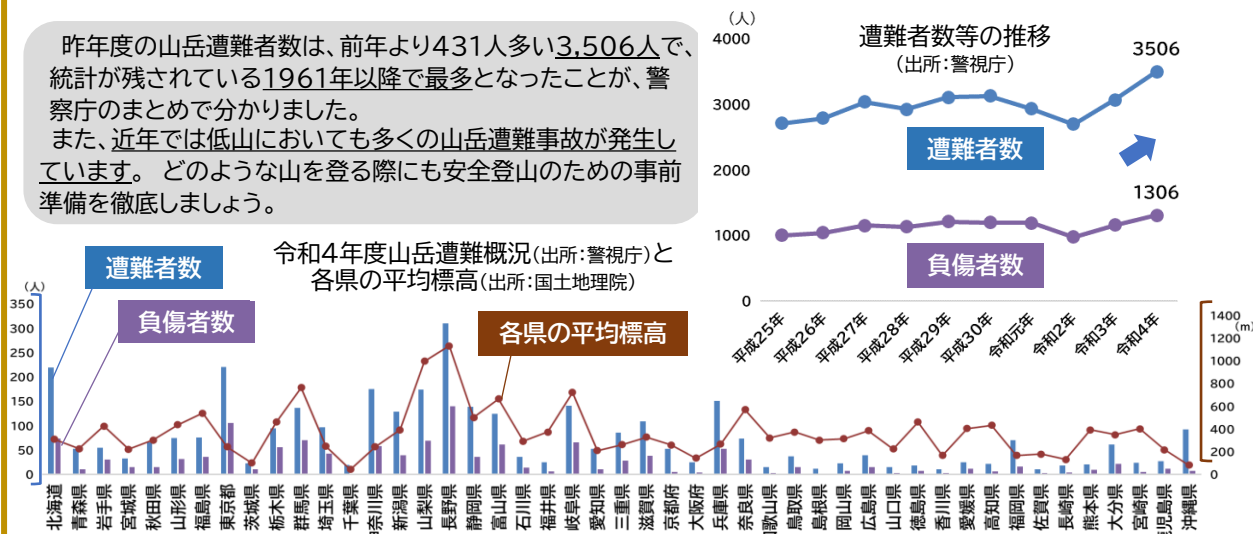 昨年度の山岳遭難者数は、前年より431人多い3,506人で、
統計が残されている1961年以降で最多となったことが、警
察庁のまとめで分かりました。
また、近年では低山においても多くの山岳遭難事故が発生し
ています。 どのような山を登る際にも安全登山のための事前
準備を徹底しましょう。
(人)
遭難者数等の推移
(出所:警視庁)
4000
3000
2000
1000
0
3506
遭難者数
1306
負傷者数
平成25年
平成26年
平成27年
平成28年
平成29年
平成30年
令和元年
令和2年
令和3年
令和4年
令和4年度山岳遭難概況(出所:警視庁)と
各県の平均標高(出所:国土地理院)
遭難者数
負傷者数
各県の平均標高
(人)
350
300
250
200
150
100
50
0
1400
(m)
1200
1000
800
600
400
200
0
北海道
青森県
岩手県
宮城県
秋田県
山形県
福島県
東京都
茨城県
栃木県
群馬県
埼玉県
千葉県
神奈川県
新潟県
山梨県
長野県
静岡県
富山県
石川県
福井県
岐阜県
愛知県
三重県
滋賀県
京都府
大阪府
兵庫県
奈良県
和歌山県
鳥取県
島根県
岡山県
広島県
山口県
徳島県
香川県
愛媛県
高知県
福岡県
佐賀県
長崎県
熊本県
大分県
宮崎県
鹿児島県
沖縄県